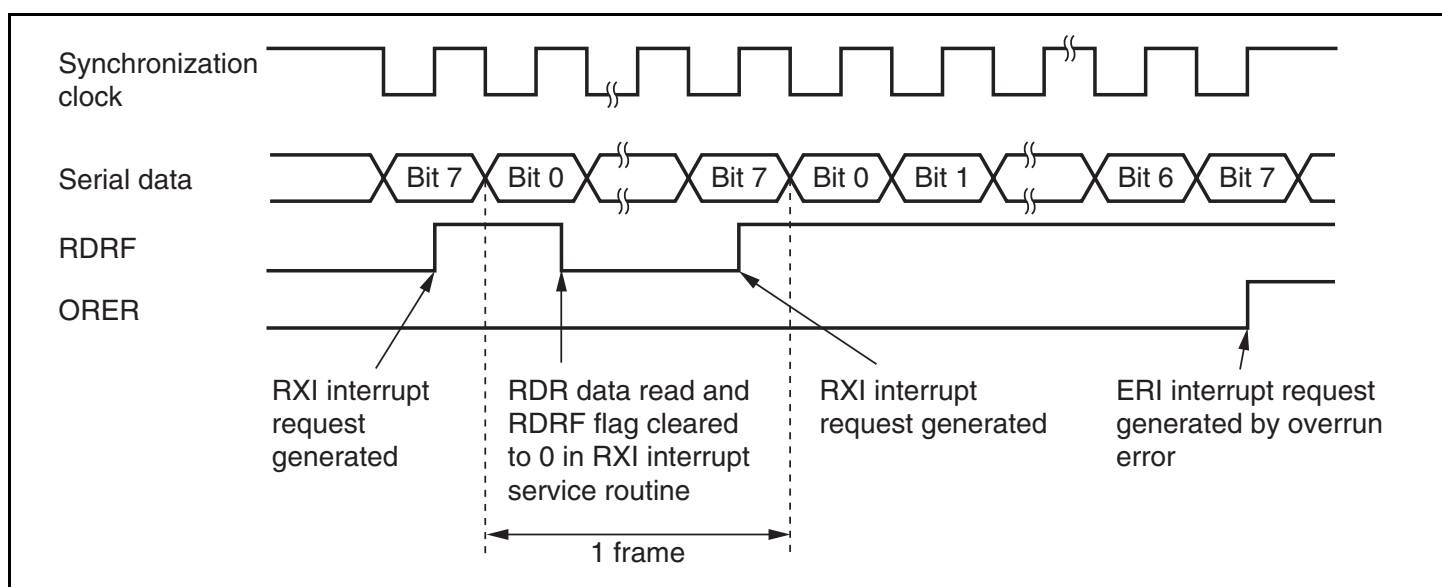 Synchronization
clock
Serial data
Bit 7
Bit 0
Bit 7
Bit 0
Bit 1
Bit 6
Bit 7
RDRF
ORER
RXI interrupt
request
generated
RDR data read and
RDRF flag cleared
to 0 in RXI interrupt
service routine
RXI interrupt
request generated
ERI interrupt request
generated by overrun
error
1 frame